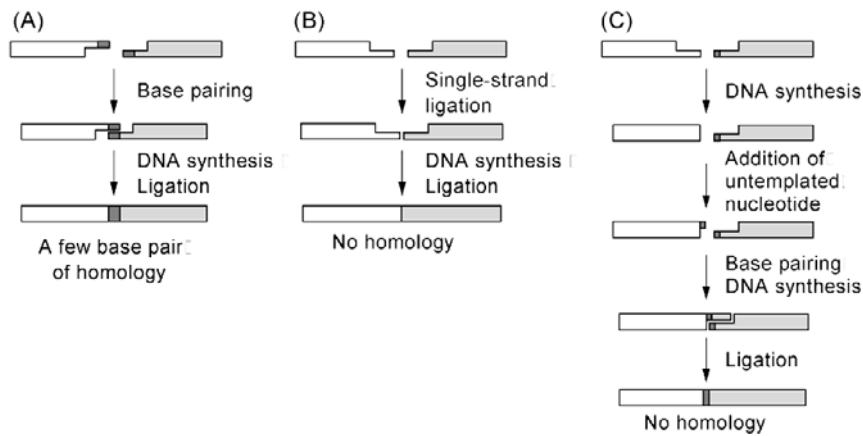 (A)
Base pairing
DNA synthesis
Ligation
A few base pair
of homology
(B)
Single-strand
ligation
DNA synthesis
Ligation
No homology
(C)
DNA synthesis
Addition of
untemplated
nucleotide
Base pairing
DNA synthesis
Ligation
No homology